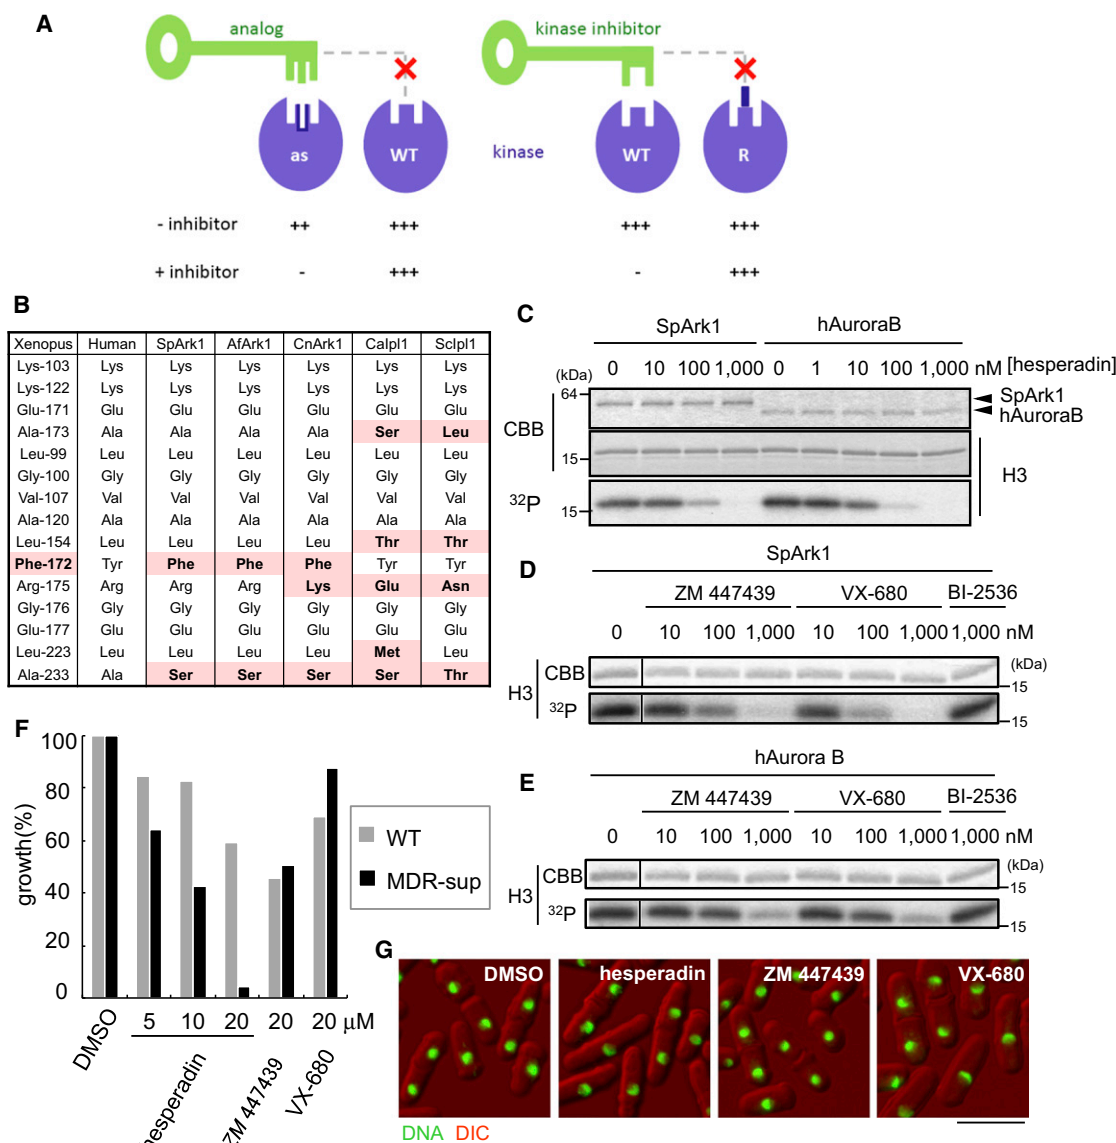 A
analog
kinase inhibitor
as
WT
kinase
WT
R
- inhibitor ++ +++ +++ +++
+ inhibitor - +++ - +++
B
Xenopus Human SpArk1 AfArk1 CnArk1 CaIpl1 ScIpl1
Lys-103 Lys Lys Lys Lys Lys Lys
Lys-122 Lys Lys Lys Lys Lys Lys
Glu-171 Glu Glu Glu Glu Glu Glu
Ala-173 Ala Ala Ala Ala Ser Leu
Leu-99 Leu Leu Leu Leu Leu Leu
Gly-100 Gly Gly Gly Gly Gly Gly
Val-107 Val Val Val Val Val Val
Ala-120 Ala Ala Ala Ala Ala Ala
Leu-154 Leu Leu Leu Leu Thr Thr
Phe-172 Tyr Phe Phe Phe Tyr Tyr
Arg-175 Arg Arg Arg Lys Glu Asn
Gly-176 Gly Gly Gly Gly Gly Gly
Glu-177 Glu Glu Glu Glu Glu Glu
Leu-223 Leu Leu Leu Leu Met Leu
Ala-233 Ala Ser Ser Ser Ser Thr
C
SpArk1 hAuroraB
0 10 100 1,000 0 1 10 100 1,000 nM [hesperadin]
(kDa)
64
SpArk1
hAuroraB
CBB
15
H3
32P
15
D
SpArk1
ZM 447439 VX-680 BI-2536
0 10 100 1,000 10 100 1,000 1,000 nM
(kDa)
H3
CBB
15
32P
15
E
hAurora B
ZM 447439 VX-680 BI-2536
0 10 100 1,000 10 100 1,000 1,000 nM
(kDa)
H3
CBB
15
32P
15
F
growth(%)
100
80
60
40
20
0
WT
MDR-sup
DMSO
5 10 20 20 20 μM
hesperadin
ZM 447439
VX-680
G
DMSO
hesperadin
ZM 447439
VX-680
DNA DIC